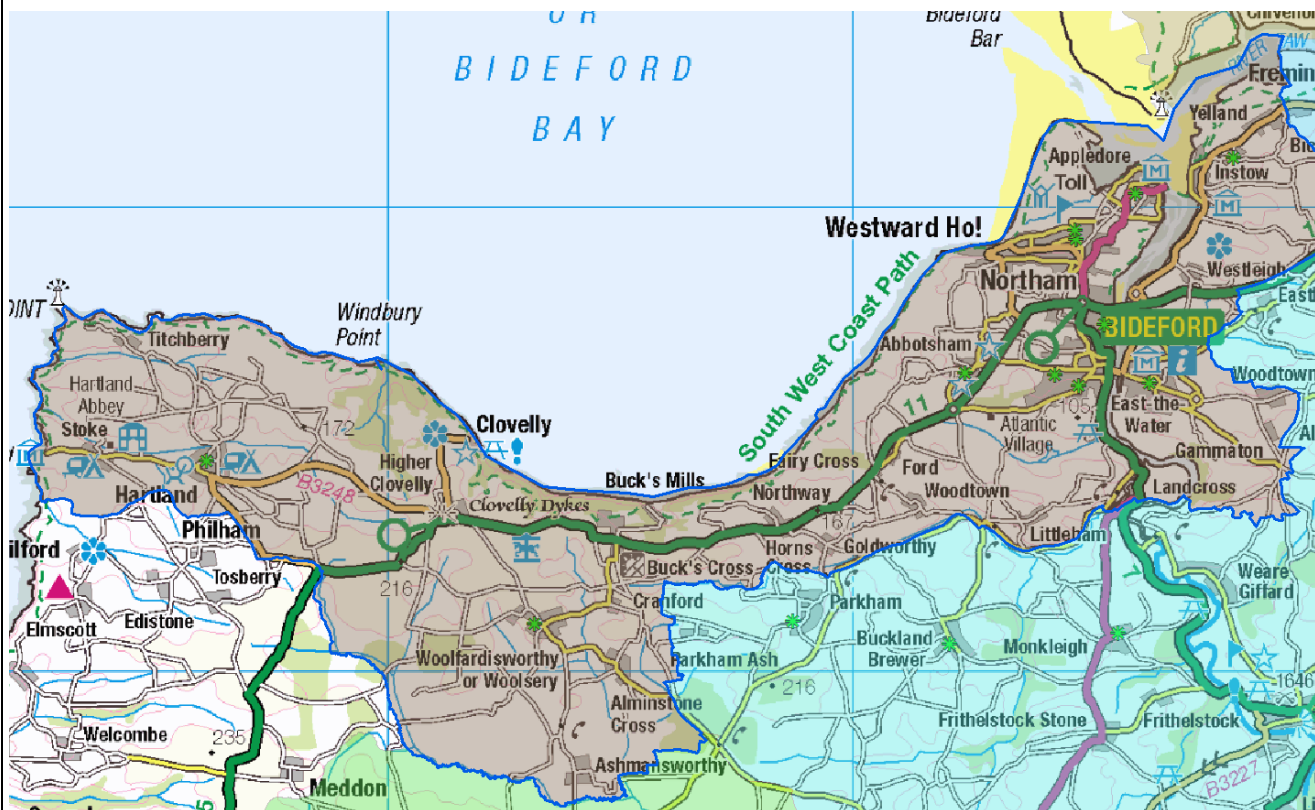 BIDEFORD
BAY
Bideford
Bar
RIVER
TAW
Yelland
Appledore
Toll
Instow
Westward Ho!
Northam
Westleigh
South West Coast Path
Windbury
Point
Titchberry
Abbotsham
BIDEFORD
Woodtown
Hartland
Abbey
Stoke
172
Clovelly
11
105
Atlantic
Village
East-the-
Water
Gammaton
Higher
Clovelly
Buck's Mills
Fairy Cross
Ford
Hartland
B3248
Clovelly Dykes
Northway
Woodtown
Landcross
Philham
Horns
Cross
Goldworthy
Littleham
Tosberry
216
Buck's Cross
Weare
Giffard
Elmscott
Edistone
Cranford
Parkham
Buckland
Brewer
Monkleigh
Woolfardisworthy
or Woolsery
Parkham Ash
216
1646
Alminstone
Cross
Frithelstock Stone
Frithelstock
Welcombe
235
Ashmansworthy
Meddon
B3227